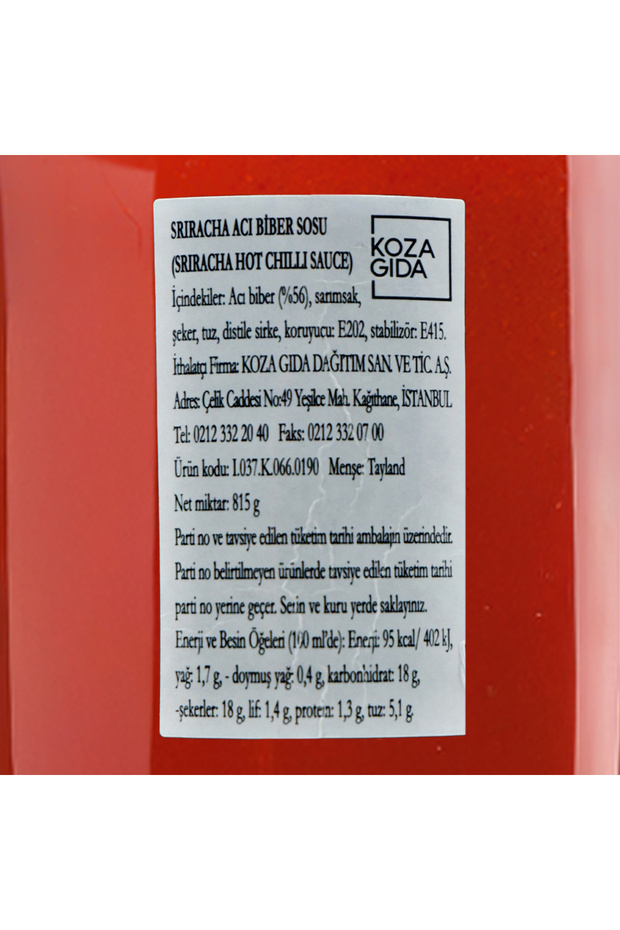 SRIRACHA ACI BİBER SOSU
(SRIRACHA HOT CHILLI SAUCE)
KOZA
GIDA
İçindekiler: Acı biber (%56), sarımsak,
şeker, tuz, distile sirke, koruyucu: E202, stabilizör: E415.
İthalatçı Firma: KOZA GIDA DAĞITIM SAN. VE TİC. A.Ş.
Adres: Çelik Caddesi No:49 Yeşilce Mah. Kağıthane, İSTANBUL
Tel: 0212 332 20 40 Faks: 0212 332 07 00
Ürün kodu: I.037.K.066.0190 Menşe: Tayland
Net miktar: 815 g
Parti no ve tavsiye edilen tüketim tarihi ambalajın üzerindedir.
Parti no belirtilmeyen ürünlerde tavsiye edilen tüketim tarihi
parti no yerine geçer. Serin ve kuru yerde saklayınız.
Enerji ve Besin Öğeleri (100 ml'de): Enerji: 95 kcal/ 402 kJ,
yağ: 1,7 g, - doymuş yağ: 0,4 g, karbonhidrat: 18 g,
-şekerler: 18 g, lif: 1,4 g, protein: 1,3 g, tuz: 5,1 g.